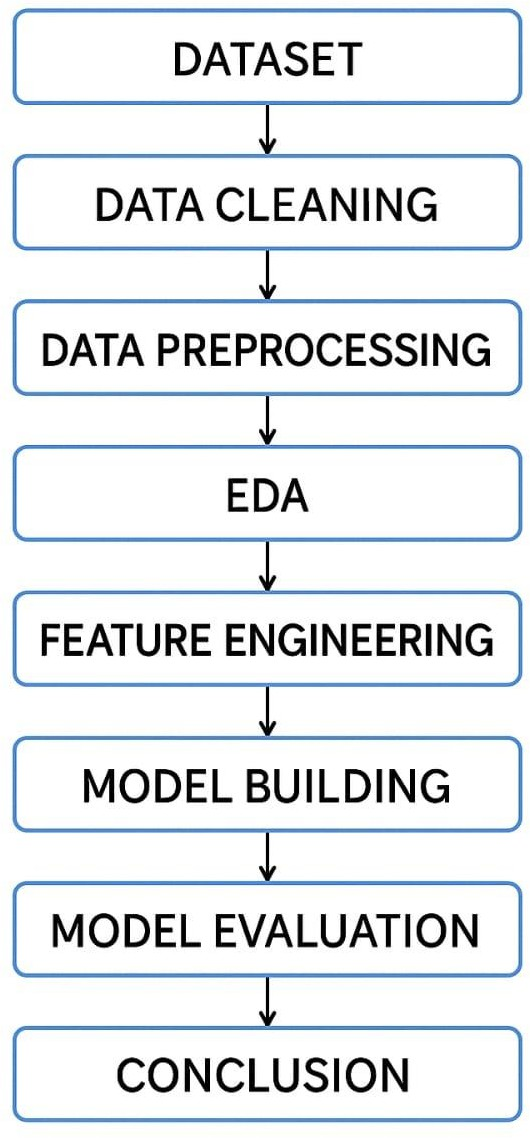 DATASET
DATA CLEANING
DATA PREPROCESSING
EDA
FEATURE ENGINEERING
MODEL BUILDING
MODEL EVALUATION
CONCLUSION